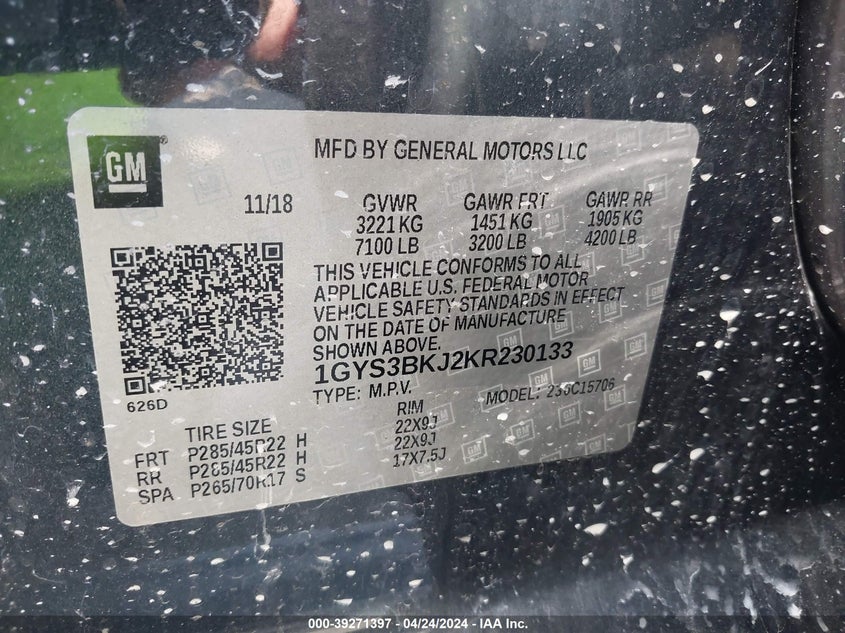 GM ®
MFD BY GENERAL MOTORS LLC
11/18 GVWR GAWR FRT GAWR RR
3221 KG 1451 KG 1905 KG
7100 LB 3200 LB 4200 LB
THIS VEHICLE CONFORMS TO ALL
APPLICABLE U.S. FEDERAL MOTOR
VEHICLE SAFETY STANDARDS IN EFFECT
ON THE DATE OF MANUFACTURE
SHOWN ABOVE.
1GYS3BKJ2KR230133
TYPE: M.P.V. MODEL: 236C15706
626D
TIRE SIZE RIM
FRT P285/45R22 H 22X9J
RR P285/45R22 H 22X9J
SPA P265/70R17 S 17X7.5J
000-39271397 - 04/24/2024 - IAA Inc.